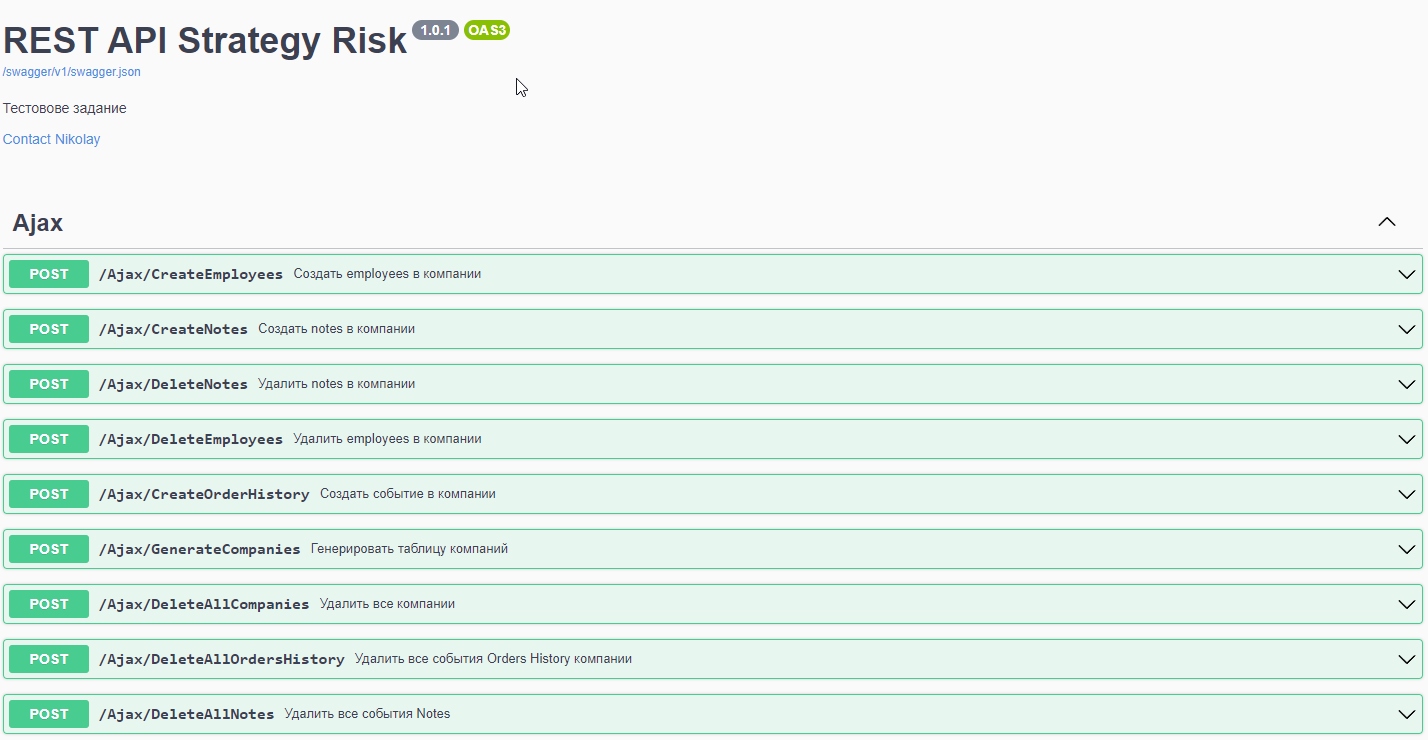 REST API Strategy Risk 1.0.1 OAS3
/swagger/v1/swagger.json
Тестовове задание
Contact Nikolay
Ajax
POST /Ajax/CreateEmployees Создать employees в компании
POST /Ajax/CreateNotes Создать notes в компании
POST /Ajax/DeleteNotes Удалить notes в компании
POST /Ajax/DeleteEmployees Удалить employees в компании
POST /Ajax/CreateOrderHistory Создать событие в компании
POST /Ajax/GenerateCompanies Генерировать таблицу компаний
POST /Ajax/DeleteAllCompanies Удалить все компании
POST /Ajax/DeleteAllOrdersHistory Удалить все события Orders History компании
POST /Ajax/DeleteAllNotes Удалить все события Notes